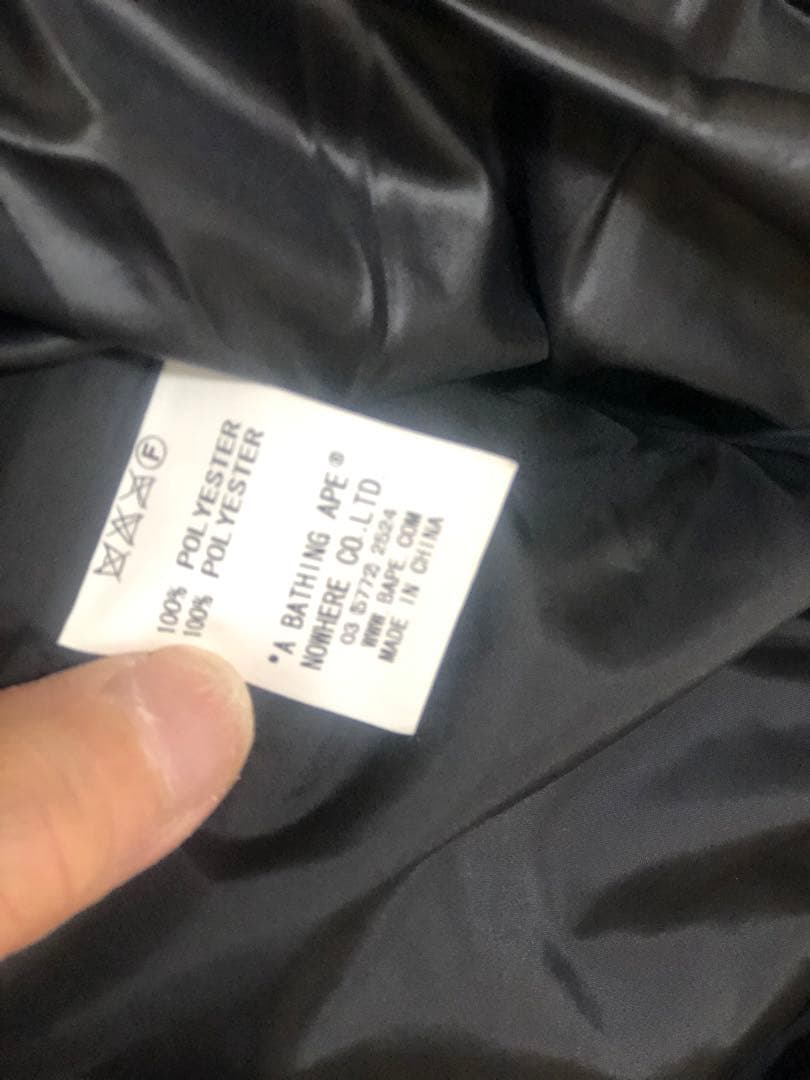 F
100% POLYESTER
100% POLYESTER
•A BATHING APE®
NOWHERE CO.,LTD.
03 (5772) 2524
WWW BAPE COM
MADE IN CHINA